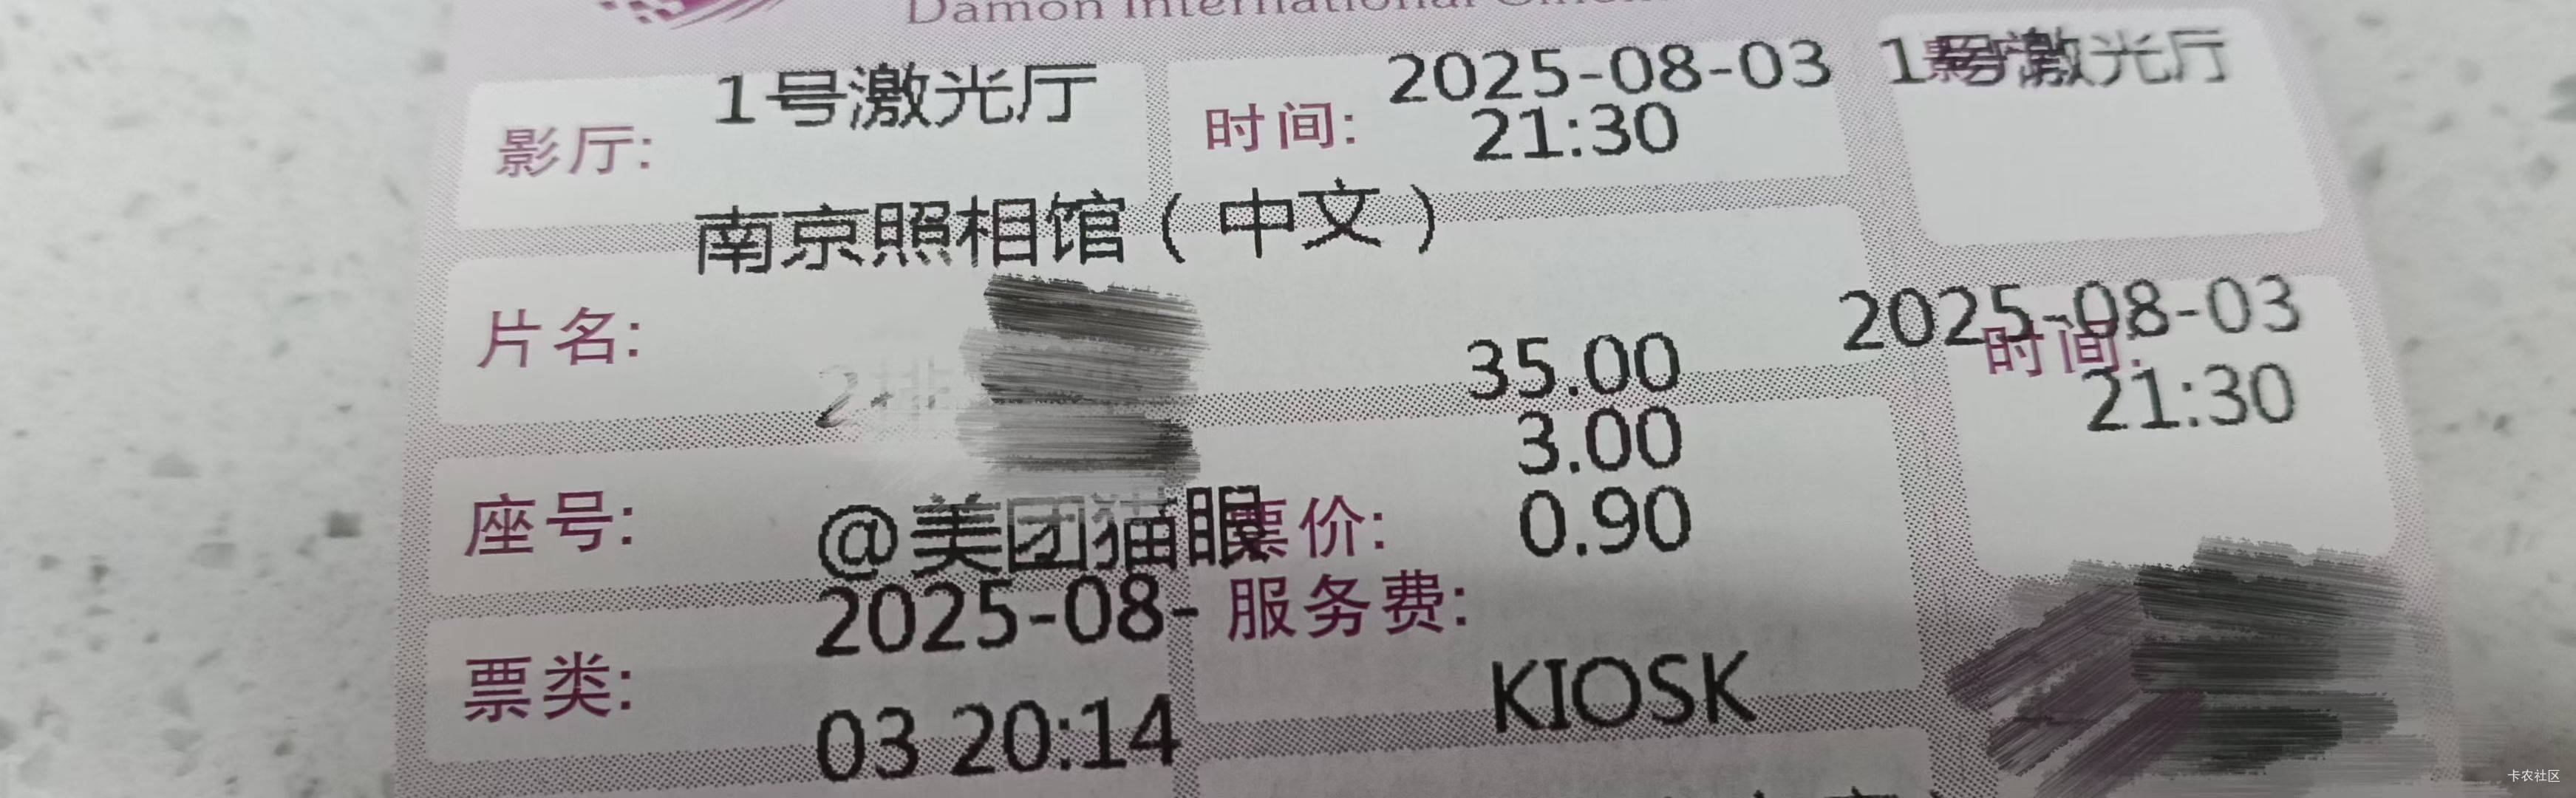 Damon International
影厅: 1号激光厅
时间: 2025-08-03
21:30
1号激光厅
南京照相馆（中文）
片名:
2025-08-03
时间:
21:30
2排
35.00
3.00
座号:
@美团猫眼
票价: 0.90
2025-08-
服务费:
票类:
03 20:14
KIOSK
卡农社区